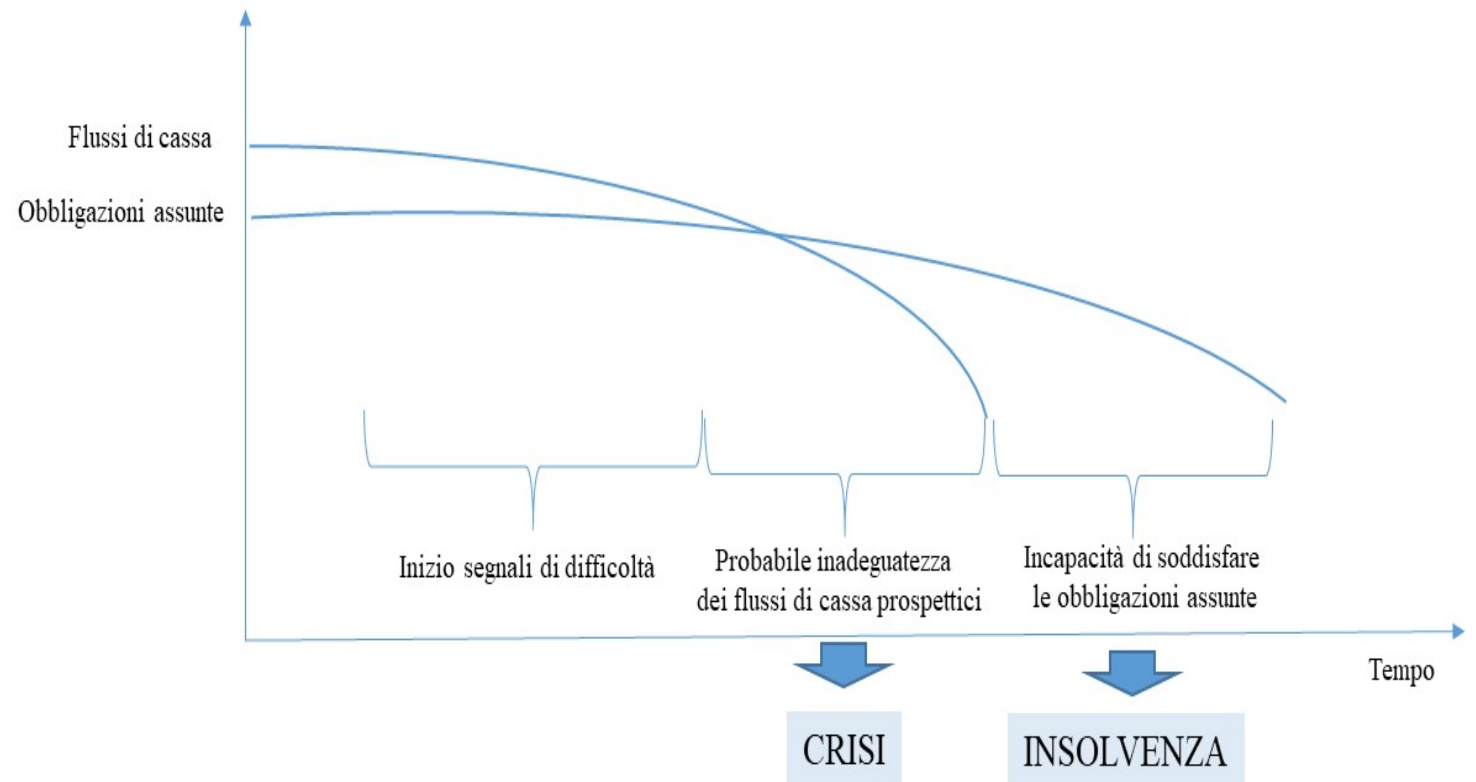 Flussi di cassa
Obbligazioni assunte
Inizio segnali di difficoltà
Probabile inadeguatezza
dei flussi di cassa prospettici
Incapacità di soddisfare
le obbligazioni assunte
Tempo
CRISI
INSOLVENZA